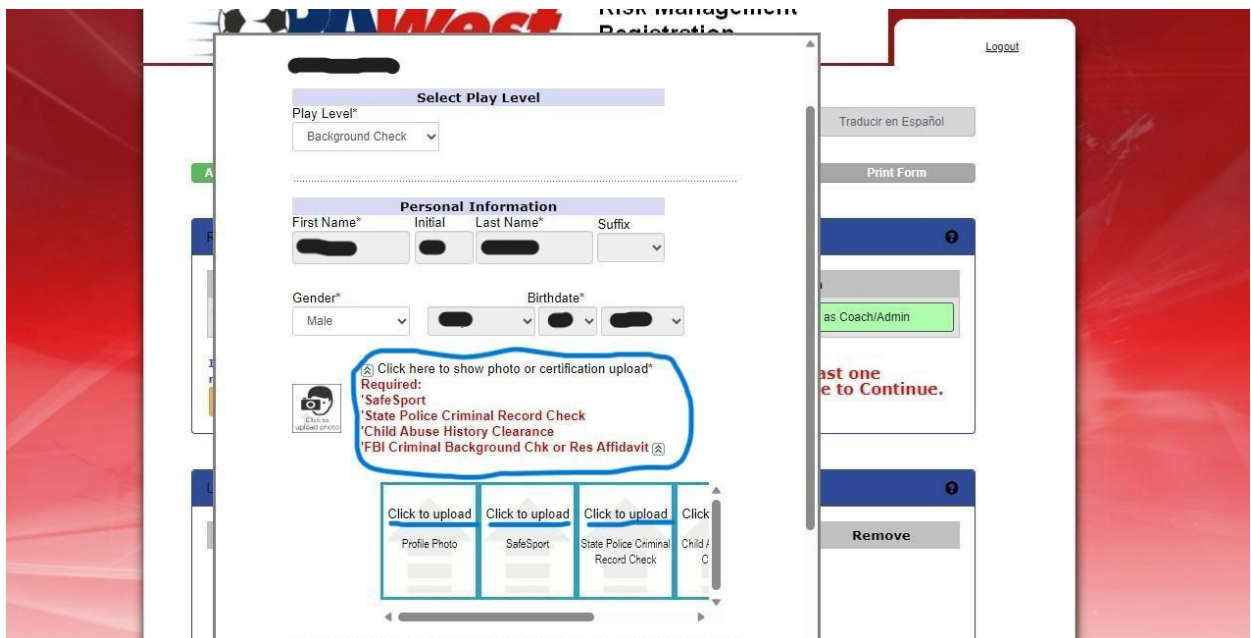 PAWest
Risk Management
Registration
Logout
Select Play Level
Play Level*
Background Check
Traducir en Español
A
Print Form
Personal Information
First Name* Initial Last Name* Suffix
Gender* Birthdate*
Male
as Coach/Admin
Click here to show photo or certification upload*
Required:
'SafeSport
'State Police Criminal Record Check
'Child Abuse History Clearance
'FBI Criminal Background Chk or Res Affidavit
Click to
upload photo
ast one
e to Continue.
Click to upload Click to upload Click to upload Click
Profile Photo SafeSport State Police Criminal Child A
Record Check C
Remove